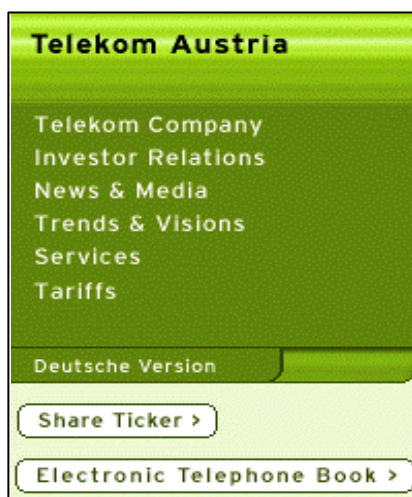 Telekom Austria
Telekom Company
Investor Relations
News & Media
Trends & Visions
Services
Tariffs
Deutsche Version
Share Ticker >
Electronic Telephone Book >